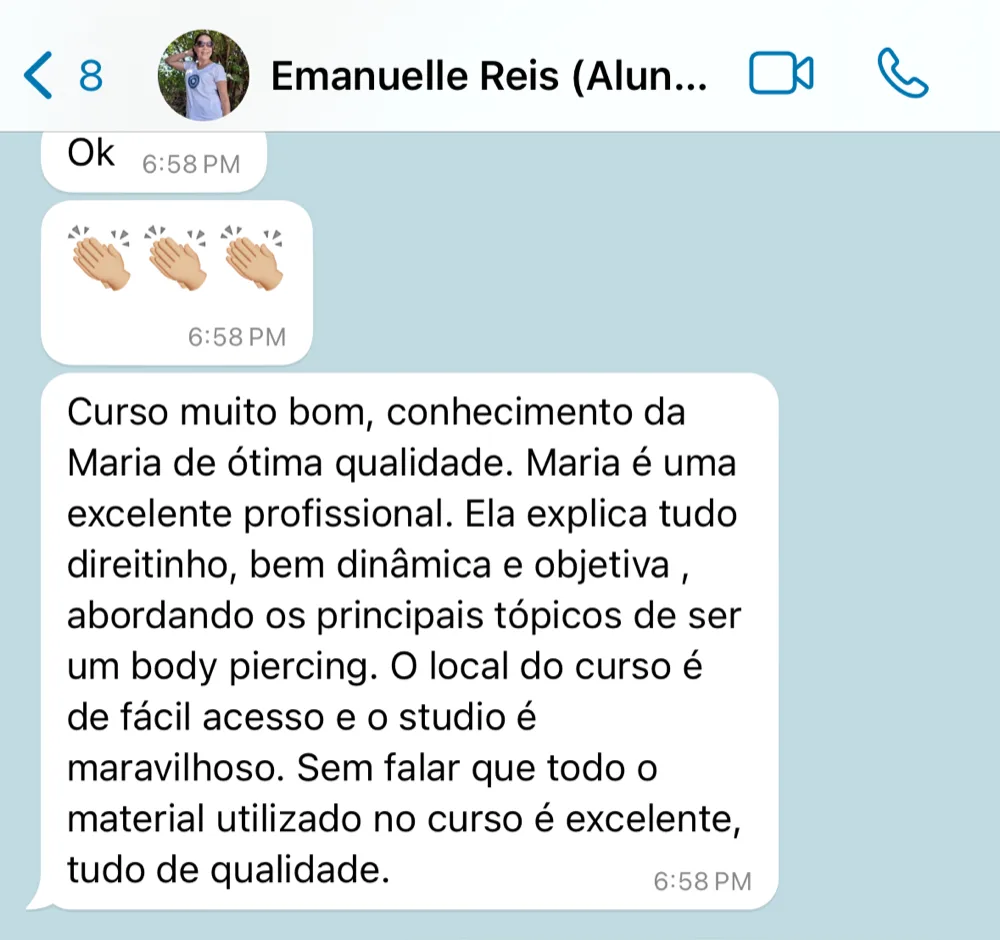 8
Emanuelle Reis (Alun...
Ok 6:58 PM
👏🏼👏🏼👏🏼
6:58 PM
Curso muito bom, conhecimento da
Maria de ótima qualidade. Maria é uma
excelente profissional. Ela explica tudo
direitinho, bem dinâmica e objetiva ,
abordando os principais tópicos de ser
um body piercing. O local do curso é
de fácil acesso e o studio é
maravilhoso. Sem falar que todo o
material utilizado no curso é excelente,
tudo de qualidade.
6:58 PM